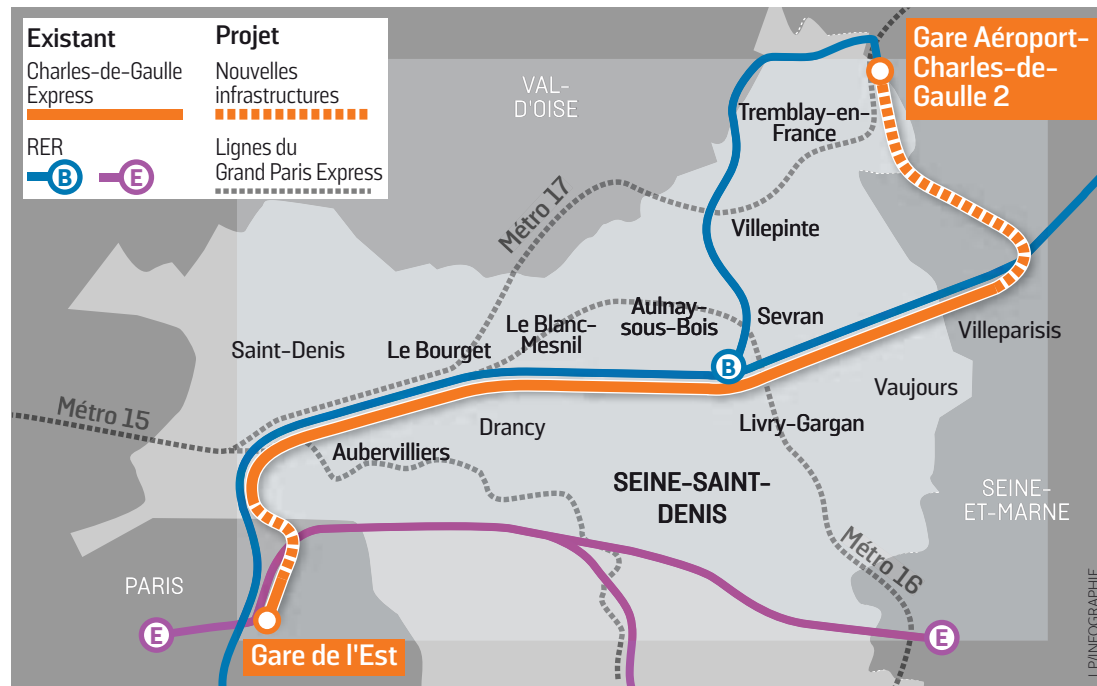 Existant
Charles-de-Gaulle
Express
RER
B
E
Projet
Nouvelles
infrastructures
Lignes du
Grand Paris Express
VAL-
D'OISE
Gare Aéroport-
Charles-de-
Gaulle 2
Tremblay-en-
France
Métro 17
Villepinte
Aulnay-
sous-Bois
Sevran
Le Blanc-
Mesnil
Villeparisis
Saint-Denis
Le Bourget
B
Vaujours
Métro 15
Drancy
Livry-Gargan
Aubervilliers
SEINE-SAINT-
DENIS
SEINE-
ET-MARNE
Métro 16
PARIS
E
E
Gare de l'Est
LP/INFOGRAPHIE